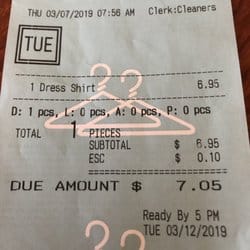 THU 03/07/2019 07:56 AM Clerk:Cleaners
TUE
1 Dress Shirt 6.95
D: 1 pcs, L: 0 pcs, A: 0 pcs, P: 0 pcs
TOTAL 1 PIECES
SUBTOTAL $ 6.95
ESC $ 0.10
DUE AMOUNT $ 7.05
Ready By 5 PM
TUE 03/12/2019